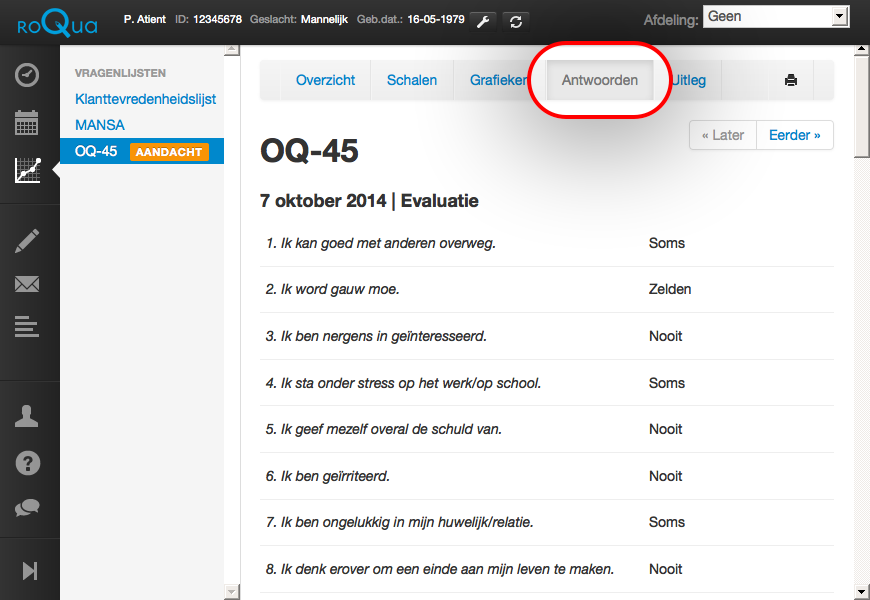 roQua P. Atient ID: 12345678 Geslacht: Mannelijk Geb.dat.: 16-05-1979 Afdeling: Geen
VRAGENLIJSTEN
Klanttevredenheidslijst
MANSA
OQ-45 AANDACHT
Overzicht Schalen Grafieken Antwoorden Uitleg
« Later Eerder »
OQ-45
7 oktober 2014 | Evaluatie
1. Ik kan goed met anderen overweg. Soms
2. Ik word gauw moe. Zelden
3. Ik ben nergens in geïnteresseerd. Nooit
4. Ik sta onder stress op het werk/op school. Soms
5. Ik geef mezelf overal de schuld van. Nooit
6. Ik ben geïrriteerd. Nooit
7. Ik ben ongelukkig in mijn huwelijk/relatie. Soms
8. Ik denk erover om een einde aan mijn leven te maken. Nooit